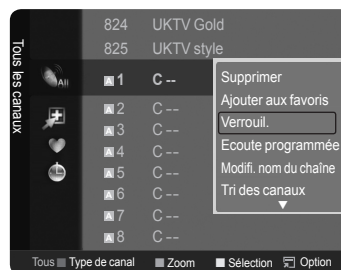 Tous les canaux
All
824 UKTV Gold
825 UKTV style
A 1 C --
A 2 C --
A 3 C --
A 4 C --
A 5 C --
A 6 C --
A 7 C --
A 8 C --
Supprimer
Ajouter aux favoris
Verrouil.
Ecoute programmée
Modifi. nom du chaîne
Tri des canaux
Tous Type de canal Zoom Sélection Option